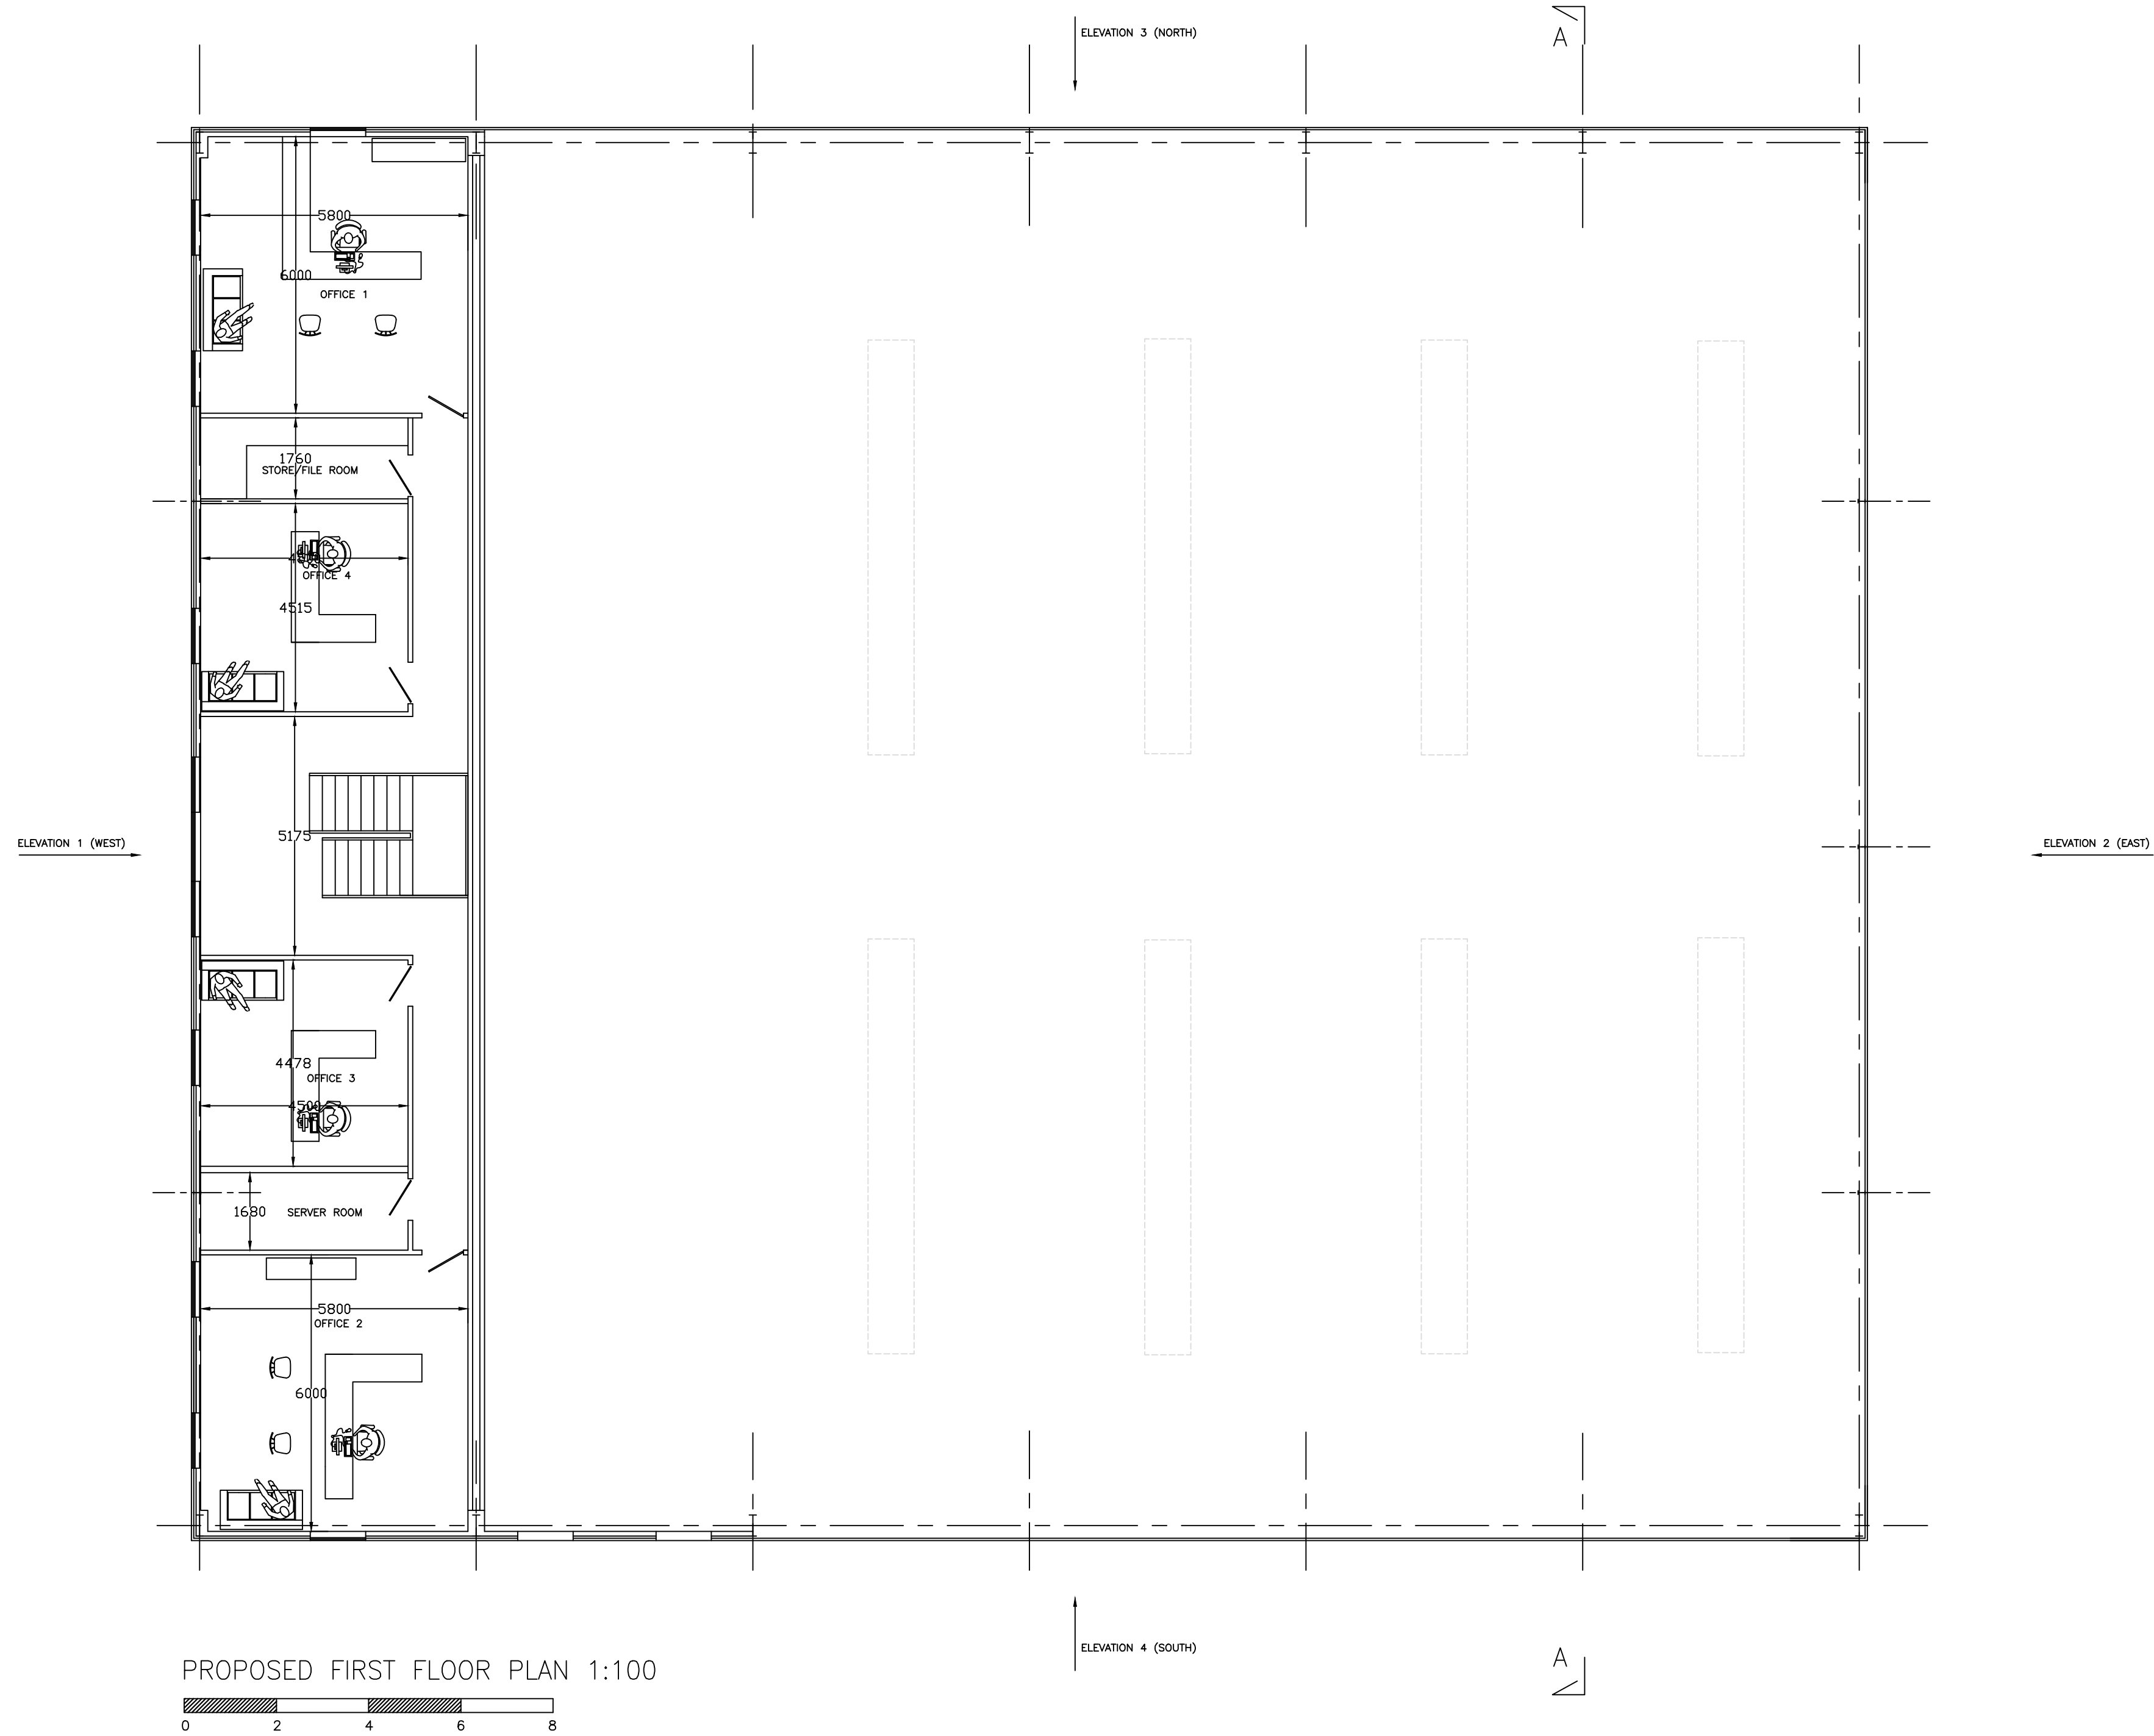 ELEVATION 3 (NORTH)
A
5800
6000
OFFICE 1
1760
STORE/FILE ROOM
OFFICE 4
4515
5175
ELEVATION 1 (WEST)
ELEVATION 2 (EAST)
4478
OFFICE 3
4500
1680
SERVER ROOM
5800
OFFICE 2
6000
ELEVATION 4 (SOUTH)
A
PROPOSED FIRST FLOOR PLAN 1:100
0 2 4 6 8